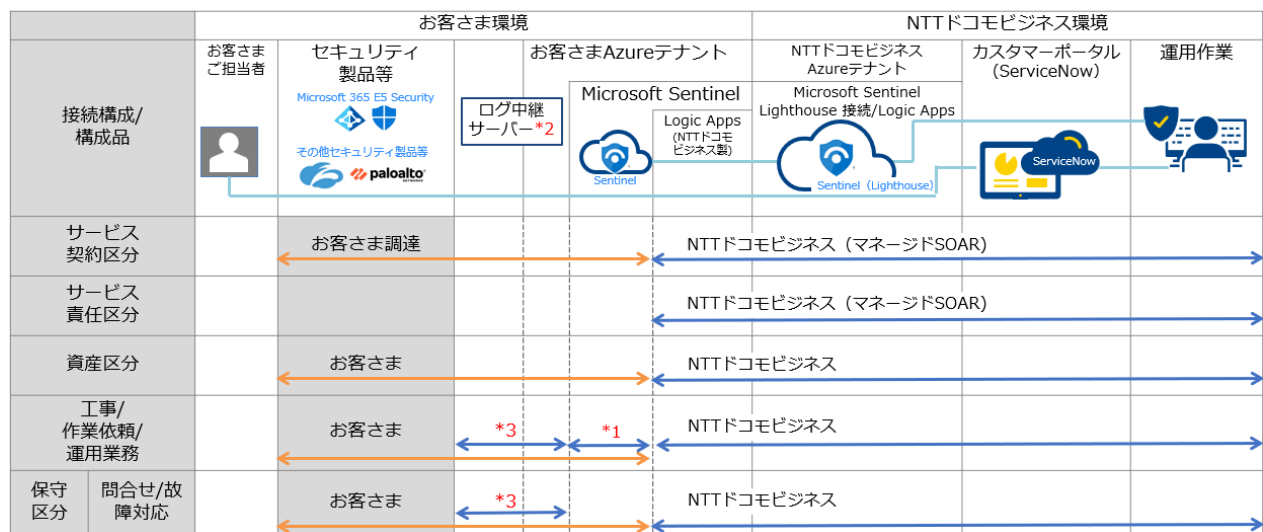 お客さま環境
NTTドコモビジネス環境
接続構成/
構成品
お客さま
ご担当者
セキュリティ
製品等
Microsoft 365 E5 Security
その他セキュリティ製品等
paloalto
NETWORKS
ログ中継
サーバー*2
お客さまAzureテナント
Microsoft Sentinel
Sentinel
Logic Apps
(NTTドコモ
ビジネス製)
NTTドコモビジネス
Azureテナント
Microsoft Sentinel
Lighthouse 接続/Logic Apps
Sentinel（Lighthouse）
カスタマーポータル
（ServiceNow）
ServiceNow
運用作業
サービス
契約区分
お客さま調達
NTTドコモビジネス（マネージドSOAR)
サービス
責任区分
NTTドコモビジネス（マネージドSOAR)
資産区分
お客さま
NTTドコモビジネス
工事/
作業依頼/
運用業務
お客さま
*3
*1
NTTドコモビジネス
保守
区分
問合せ/故
障対応
お客さま
*3
NTTドコモビジネス